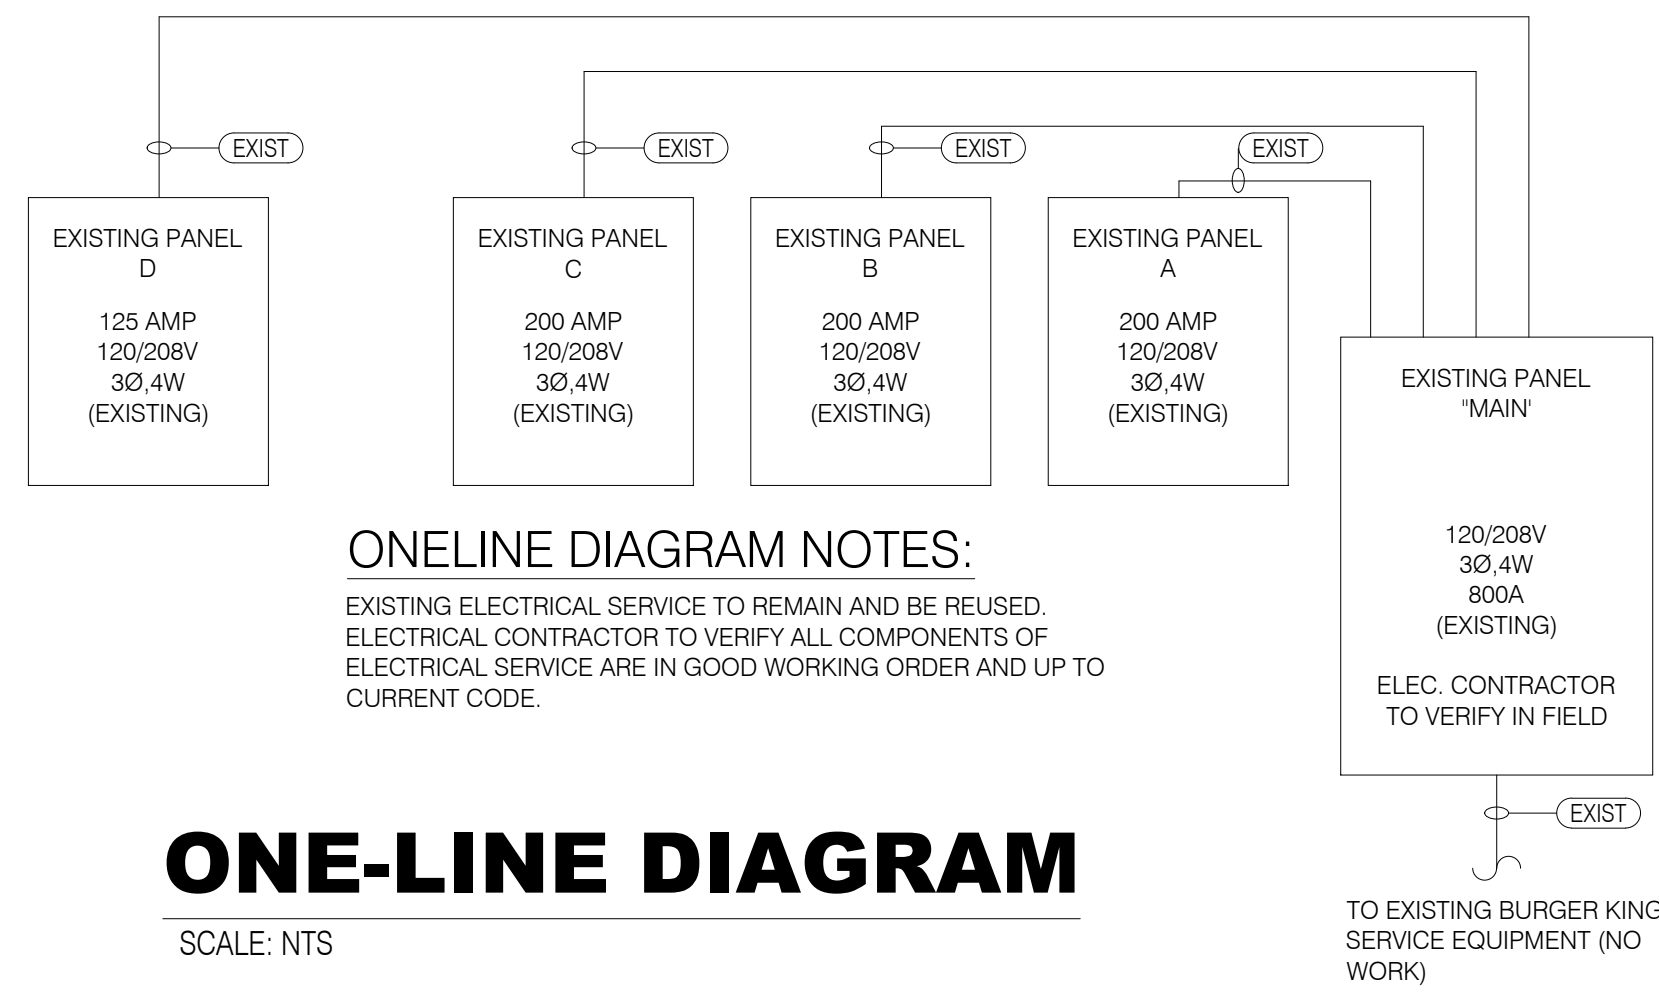 EXIST
EXIST
EXIST
EXIST
EXISTING PANEL
D
125 AMP
120/208V
3Ø,4W
(EXISTING)
EXISTING PANEL
C
200 AMP
120/208V
3Ø,4W
(EXISTING)
EXISTING PANEL
B
200 AMP
120/208V
3Ø,4W
(EXISTING)
EXISTING PANEL
A
200 AMP
120/208V
3Ø,4W
(EXISTING)
EXISTING PANEL
"MAIN'
120/208V
3Ø,4W
800A
(EXISTING)
ELEC. CONTRACTOR
TO VERIFY IN FIELD
EXIST
TO EXISTING BURGER KING
SERVICE EQUIPMENT (NO
WORK)
ONELINE DIAGRAM NOTES:
EXISTING ELECTRICAL SERVICE TO REMAIN AND BE REUSED.
ELECTRICAL CONTRACTOR TO VERIFY ALL COMPONENTS OF
ELECTRICAL SERVICE ARE IN GOOD WORKING ORDER AND UP TO
CURRENT CODE.
ONE-LINE DIAGRAM
SCALE: NTS